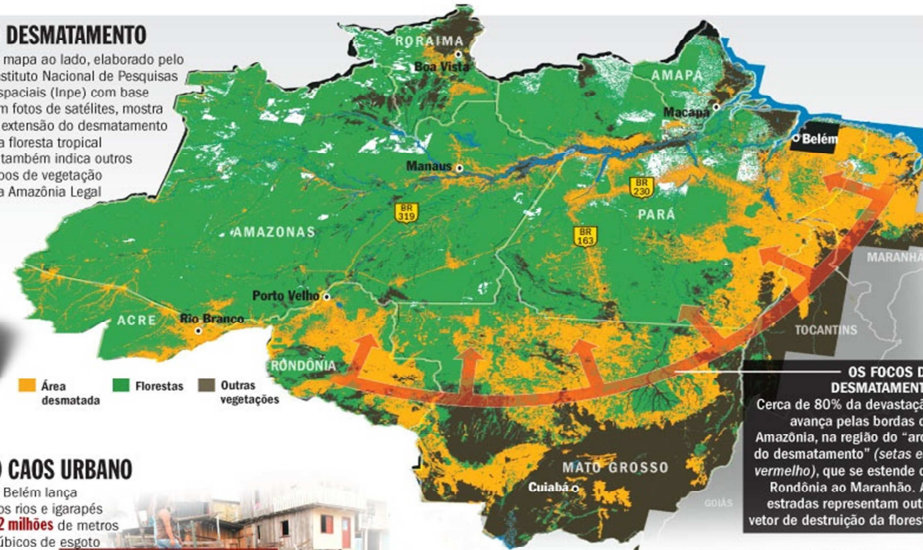 DESMATAMENTO
mapa ao lado, elaborado pelo
stituto Nacional de Pesquisas
spaciais (Inpe) com base
m fotos de satélites, mostra
extensão do desmatamento
a floresta tropical
também indica outros
pos de vegetação
a Amazônia Legal
RORAIMA
Boa Vista
AMAPÁ
Macapá
Belém
Manaus
BR
230
BR
319
PARÁ
BR
163
AMAZONAS
MARANHÃ
Porto Velho
ACRE
Rio Branco
TOCANTINS
RONDÔNIA
Área
desmatada
Florestas
Outras
vegetações
MATO GROSSO
Cuiabá
GOIÁS
OS FOCOS D
DESMATAMENT
Cerca de 80% da devastaçã
avança pelas bordas d
Amazônia, na região do “ar
do desmatamento” (setas e
vermelho), que se estende d
Rondônia ao Maranhão. A
estradas representam out
vetor de destruição da flores
O CAOS URBANO
Belém lança
os rios e igarapés
2 milhões de metros
úbicos de esgoto